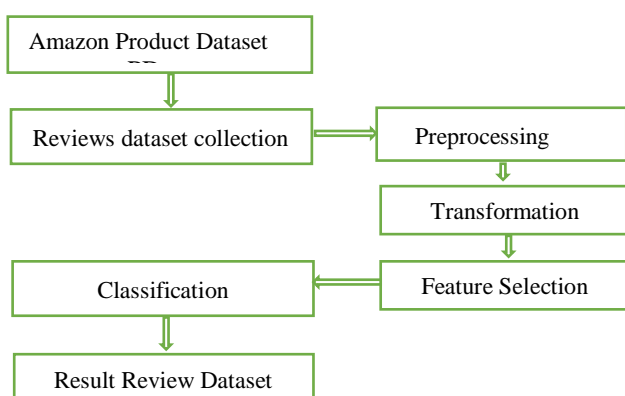 Amazon Product Dataset
Reviews dataset collection
Preprocessing
Transformation
Feature Selection
Classification
Result Review Dataset